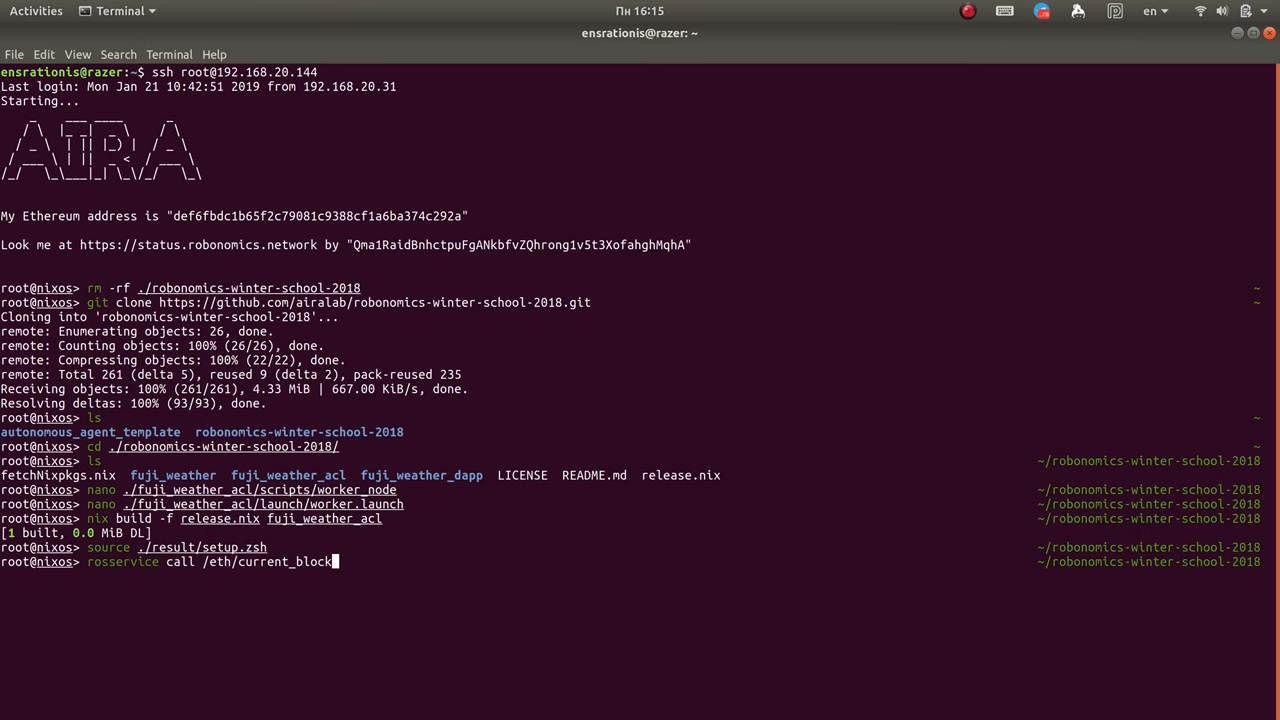 Activities Terminal Пн 16:15 en
ensrationis@razer: ~
File Edit View Search Terminal Help
ensrationis@razer:~$ ssh root@192.168.20.144
Last login: Mon Jan 21 10:42:51 2019 from 192.168.20.31
Starting...
AIRA
My Ethereum address is "def6fbdc1b65f2c79081c9388cf1a6ba374c292a"
Look me at https://status.robonomics.network by "Qma1RaidBnhctpuFgANkbfvZQhrong1v5t3XofahghMqhA"
root@nixos> rm -rf ./robonomics-winter-school-2018 ~
root@nixos> git clone https://github.com/airalab/robonomics-winter-school-2018.git ~
Cloning into 'robonomics-winter-school-2018'...
remote: Enumerating objects: 26, done.
remote: Counting objects: 100% (26/26), done.
remote: Compressing objects: 100% (22/22), done.
remote: Total 261 (delta 5), reused 9 (delta 2), pack-reused 235
Receiving objects: 100% (261/261), 4.33 MiB | 667.00 KiB/s, done.
Resolving deltas: 100% (93/93), done.
root@nixos> ls ~
autonomous_agent_template robonomics-winter-school-2018
root@nixos> cd ./robonomics-winter-school-2018/ ~
root@nixos> ls ~/robonomics-winter-school-2018
fetchNixpkgs.nix fuji_weather fuji_weather_acl fuji_weather_dapp LICENSE README.md release.nix
root@nixos> nano ./fuji_weather_acl/scripts/worker_node ~/robonomics-winter-school-2018
root@nixos> nano ./fuji_weather_acl/launch/worker.launch ~/robonomics-winter-school-2018
root@nixos> nix build -f release.nix fuji_weather_acl ~/robonomics-winter-school-2018
[1 built, 0.0 MiB DL]
root@nixos> source ./result/setup.zsh ~/robonomics-winter-school-2018
root@nixos> rosservice call /eth/current_block ~/robonomics-winter-school-2018